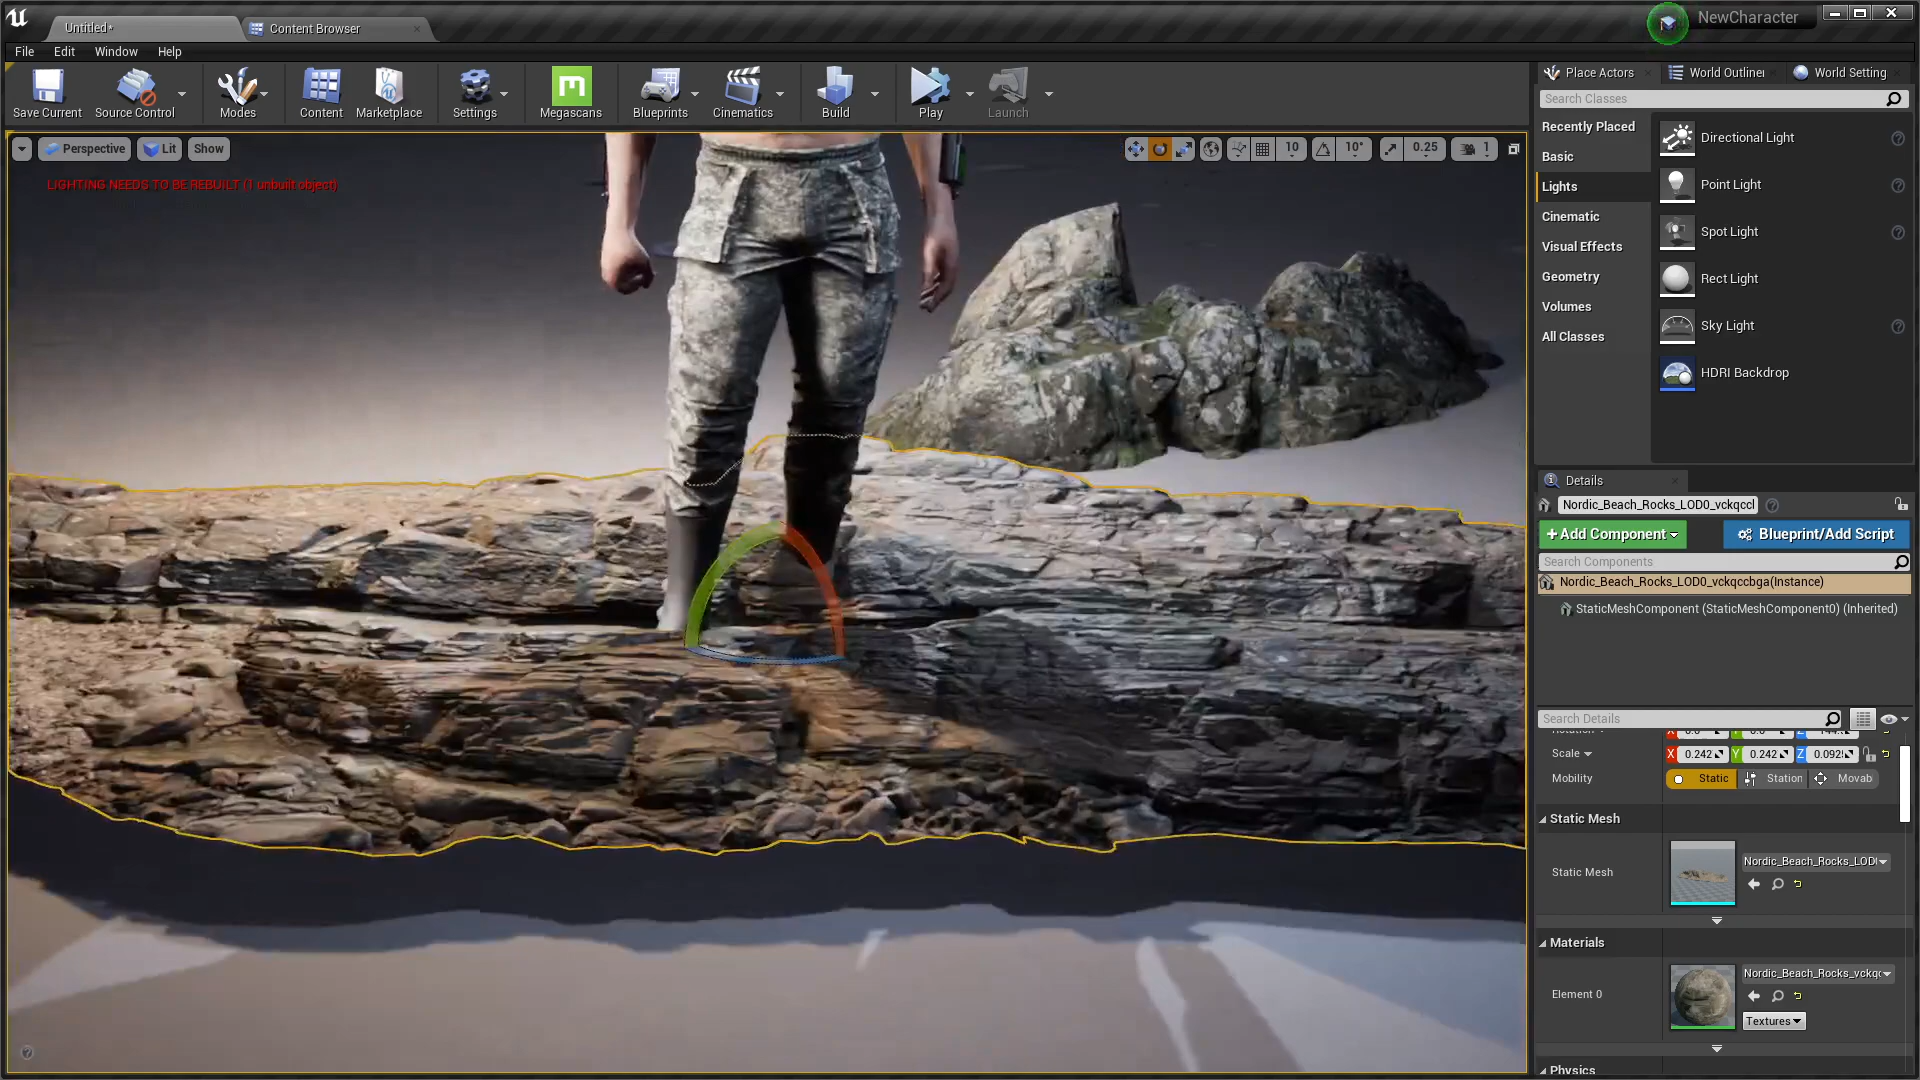 Untitled*
Content Browser
NewCharacter
File
Edit
Window
Help
Save Current
Source Control
Modes
Content
Marketplace
Settings
Megascans
Blueprints
Cinematics
Build
Play
Launch
Place Actors
World Outliner
World Setting
Search Classes
Perspective
Lit
Show
10
10°
0.25
1
LIGHTING NEEDS TO BE REBUILT (1 unbuilt object)
Recently Placed
Basic
Lights
Cinematic
Visual Effects
Geometry
Volumes
All Classes
Directional Light
Point Light
Spot Light
Rect Light
Sky Light
HDRI Backdrop
Details
Nordic_Beach_Rocks_LOD0_vckqccl
+Add Component
Blueprint/Add Script
Search Components
Nordic_Beach_Rocks_LOD0_vckqccbga(Instance)
StaticMeshComponent (StaticMeshComponent0) (Inherited)
Search Details
Scale
X 0.242
Y 0.242
Z 0.092
Mobility
Static
Station
Movab
Static Mesh
Static Mesh
Nordic_Beach_Rocks_LOD
Materials
Element 0
Nordic_Beach_Rocks_vckq
Textures
Physics